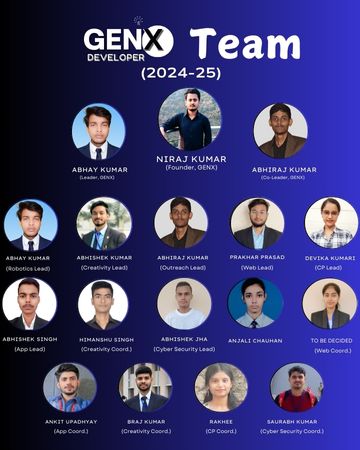 GENX Team
DEVELOPER
(2024-25)
ABHAY KUMAR
(Leader, GENX)
NIRAJ KUMAR
(Founder, GENX)
ABHIRAJ KUMAR
(Co-Leader, GENX)
ABHAY KUMAR
(Robotics Lead)
ABHISHEK KUMAR
(Creativity Lead)
ABHIRAJ KUMAR
(Outreach Lead)
PRAKHAR PRASAD
(Web Lead)
DEVIKA KUMARI
(CP Lead)
ABHISHEK SINGH
(App Lead)
HIMANSHU SINGH
(Creativity Coord.)
ABHISHEK JHA
(Cyber Security Lead)
ANJALI CHAUHAN
TO BE DECIDED
(Web Coord.)
ANKIT UPADHYAY
(App Coord.)
BRAJ KUMAR
(Creativity Coord.)
RAKHEE
(CP Coord.)
SAURABH KUMAR
(Cyber Security Coord.)